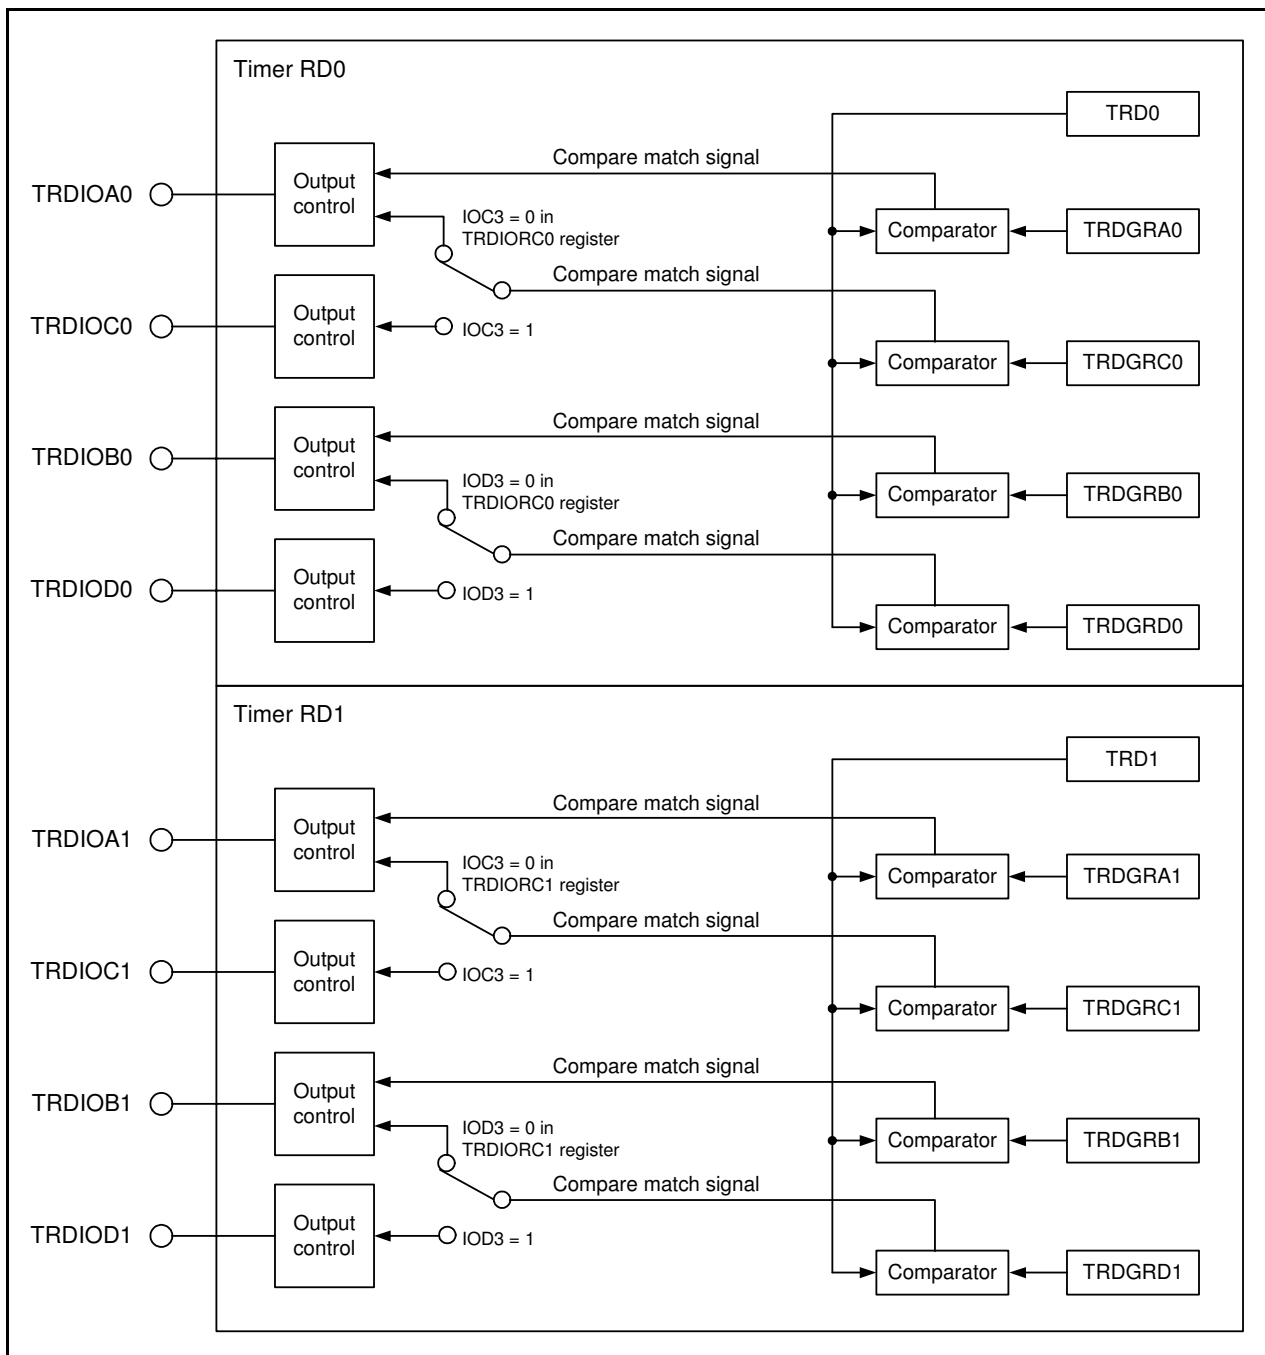 Timer RD0
TRD0
Compare match signal
Output
control
TRDIOA0
IOC3 = 0 in
TRDIORC0 register
Comparator
TRDGRA0
Compare match signal
Output
control
TRDIOC0
IOC3 = 1
Comparator
TRDGRC0
Compare match signal
Output
control
TRDIOB0
IOD3 = 0 in
TRDIORC0 register
Comparator
TRDGRB0
Compare match signal
Output
control
TRDIOD0
IOD3 = 1
Comparator
TRDGRD0
Timer RD1
TRD1
Compare match signal
Output
control
TRDIOA1
IOC3 = 0 in
TRDIORC1 register
Comparator
TRDGRA1
Compare match signal
Output
control
TRDIOC1
IOC3 = 1
Comparator
TRDGRC1
Compare match signal
Output
control
TRDIOB1
IOD3 = 0 in
TRDIORC1 register
Comparator
TRDGRB1
Compare match signal
Output
control
TRDIOD1
IOD3 = 1
Comparator
TRDGRD1